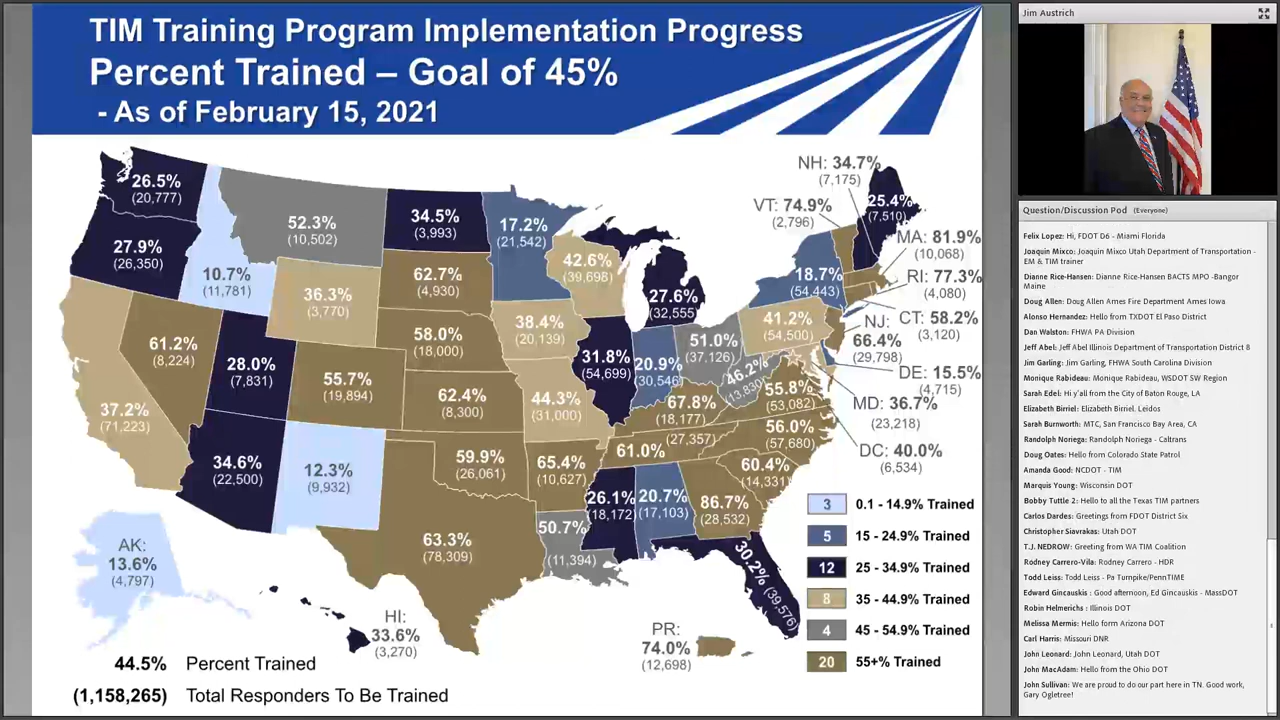 TIM Training Program Implementation Progress
Percent Trained – Goal of 45%
- As of February 15, 2021
26.5%
(20,777)
27.9%
(26,350)
10.7%
(11,781)
52.3%
(10,502)
34.5%
(3,993)
17.2%
(21,542)
42.6%
(39,698)
27.6%
(32,555)
NH: 34.7%
(7,175)
VT: 74.9%
(2,796)
25.4%
(7,510)
MA: 81.9%
(10,068)
RI: 77.3%
(4,080)
CT: 58.2%
(3,120)
NJ:
66.4%
(29,798)
DE: 15.5%
(4,715)
MD: 36.7%
(23,218)
DC: 40.0%
(6,534)
18.7%
(54,443)
41.2%
(54,500)
62.7%
(4,930)
36.3%
(3,770)
61.2%
(8,224)
28.0%
(7,831)
55.7%
(19,894)
58.0%
(18,000)
38.4%
(20,139)
31.8%
(54,699)
20.9%
(30,546)
51.0%
(37,126)
46.2%
(13,830)
55.8%
(53,082)
37.2%
(71,223)
62.4%
(8,300)
44.3%
(31,000)
67.8%
(18,177)
56.0%
(57,680)
61.0%
(27,357)
34.6%
(22,500)
12.3%
(9,932)
59.9%
(26,061)
65.4%
(10,627)
60.4%
(14,331)
26.1%
(18,172)
20.7%
(17,103)
86.7%
(28,532)
63.3%
(78,309)
50.7%
(11,394)
30.2%
(39,576)
AK:
13.6%
(4,797)
HI:
33.6%
(3,270)
PR:
74.0%
(12,698)
3 0.1 - 14.9% Trained
5 15 - 24.9% Trained
12 25 - 34.9% Trained
8 35 - 44.9% Trained
4 45 - 54.9% Trained
20 55+% Trained
44.5% Percent Trained
(1,158,265) Total Responders To Be Trained
Jim Austrich
Question/Discussion Pod (Everyone)
Felix Lopez: Hi, FDOT D6 - Miami Florida
Joaquin Mixco: Joaquin Mixco Utah Department of Transportation -
EM & TIM trainer
Dianne Rice-Hansen: Dianne Rice-Hansen BACTS MPO -Bangor
Maine
Doug Allen: Doug Allen Ames Fire Department Ames Iowa
Alonso Hernandez: Hello from TXDOT El Paso District
Dan Walston: FHWA PA Division
Jeff Abel: Jeff Abel Illinois Department of Transportation District 8
Jim Garling: Jim Garling, FHWA South Carolina Division
Monique Rabideau: Monique Rabideau, WSDOT SW Region
Sarah Edel: Hi y'all from the City of Baton Rouge, LA
Elizabeth Birriel: Elizabeth Birriel. Leidos
Sarah Burnworth: MTC, San Francisco Bay Area, CA
Randolph Noriega: Randolph Noriega - Caltrans
Doug Oates: Hello from Colorado State Patrol
Amanda Good: NCDOT - TIM
Marquis Young: Wisconsin DOT
Bobby Tuttle 2: Hello to all the Texas TIM partners
Carlos Dardes: Greetings from FDOT District Six
Christopher Siavrakas: Utah DOT
T.J. NEDROW: Greeting from WA TIM Coalition
Rodney Carrero-Vila: Rodney Carrero - HDR
Todd Leiss: Todd Leiss - Pa Turnpike/PennTIME
Edward Gincauskis : Good afternoon, Ed Gincauskis - MassDOT
Robin Helmerichs : Illinois DOT
Melissa Mermis: Hello form Arizona DOT
Carl Harris: Missouri DNR
John Leonard: John Leonard, Utah DOT
John MacAdam: Hello from the Ohio DOT
John Sullivan: We are proud to do our part here in TN. Good work,
Gary Ogletree!